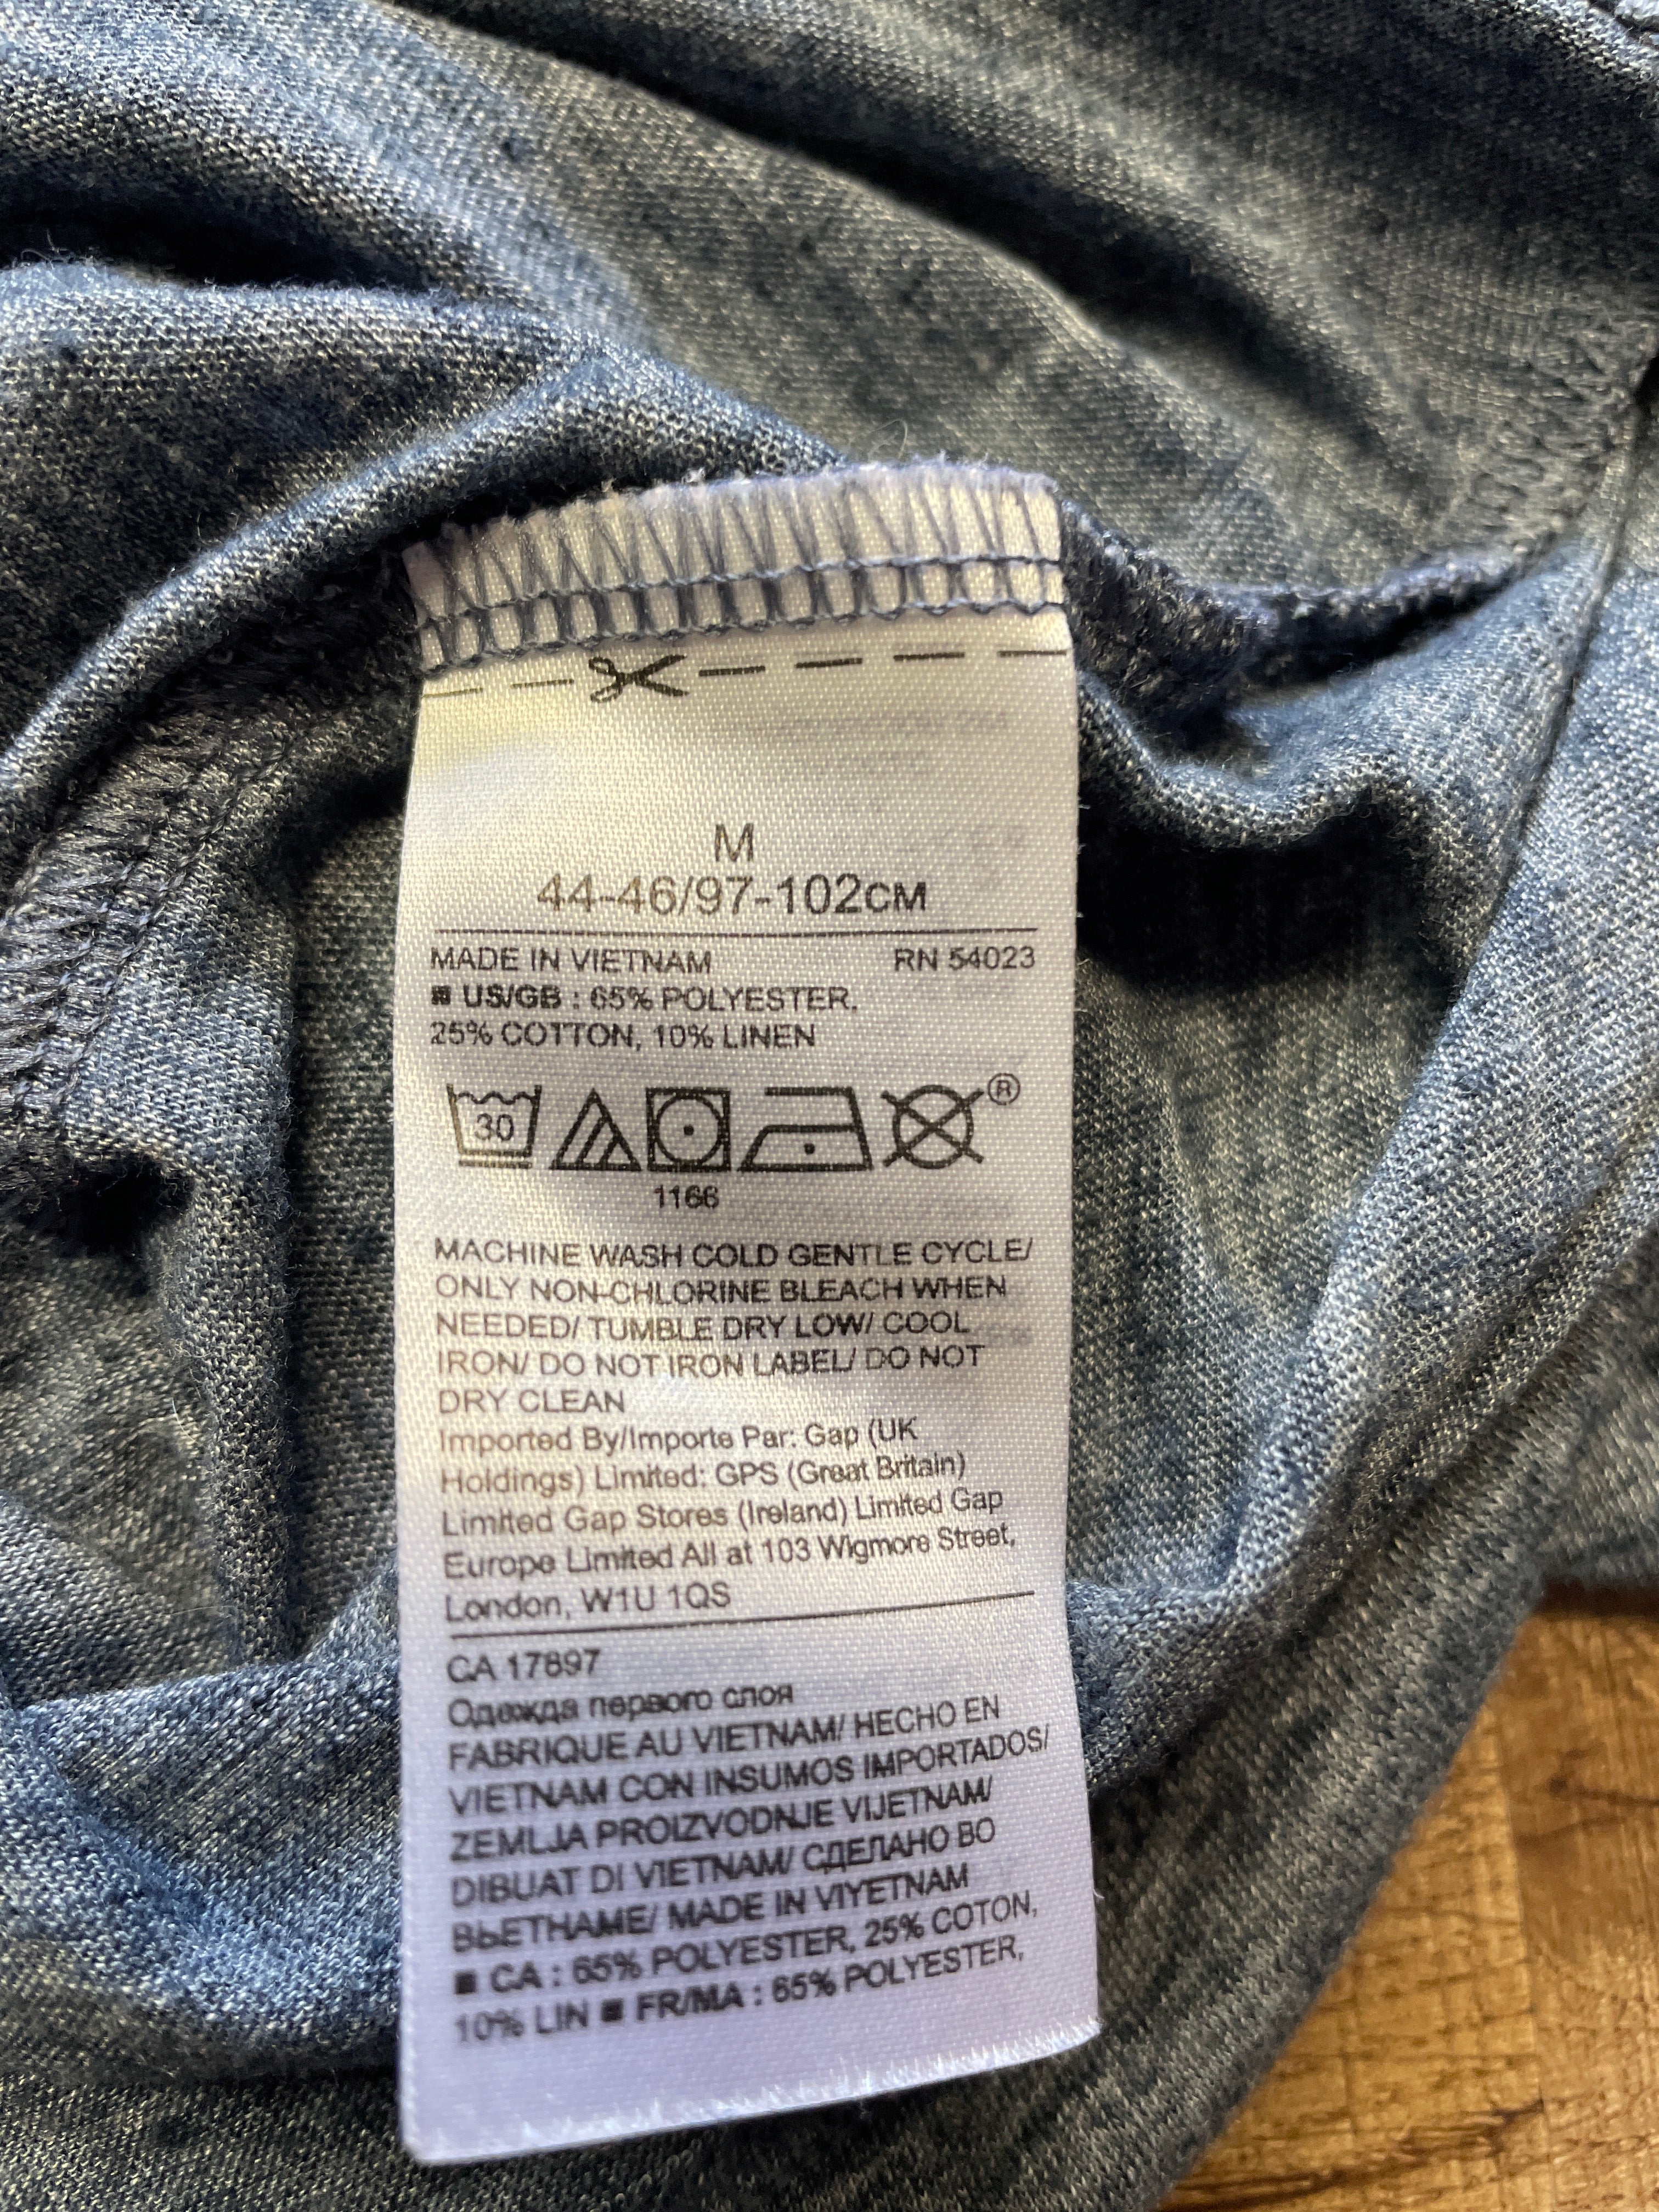 M
44-46/97-102CM
MADE IN VIETNAM RN 54023
■ US/GB : 65% POLYESTER,
25% COTTON, 10% LINEN
30 ®
1166
MACHINE WASH COLD GENTLE CYCLE/
ONLY NON-CHLORINE BLEACH WHEN
NEEDED/ TUMBLE DRY LOW/ COOL
IRON/ DO NOT IRON LABEL/ DO NOT
DRY CLEAN
Imported By/Importe Par: Gap (UK
Holdings) Limited: GPS (Great Britain)
Limited Gap Stores (Ireland) Limited Gap
Europe Limited All at 103 Wigmore Street,
London, W1U 1QS
CA 17897
Одежда первого слоя
FABRIQUE AU VIETNAM/ HECHO EN
VIETNAM CON INSUMOS IMPORTADOS/
ZEMLJA PROIZVODNJE VIJETNAM/
DIBUAT DI VIETNAM/ СДЕЛАНО ВО
ВЬЕТНАМЕ/ MADE IN VIYETNAM
■ CA : 65% POLYESTER, 25% COTON,
10% LIN ■ FR/MA : 65% POLYESTER,